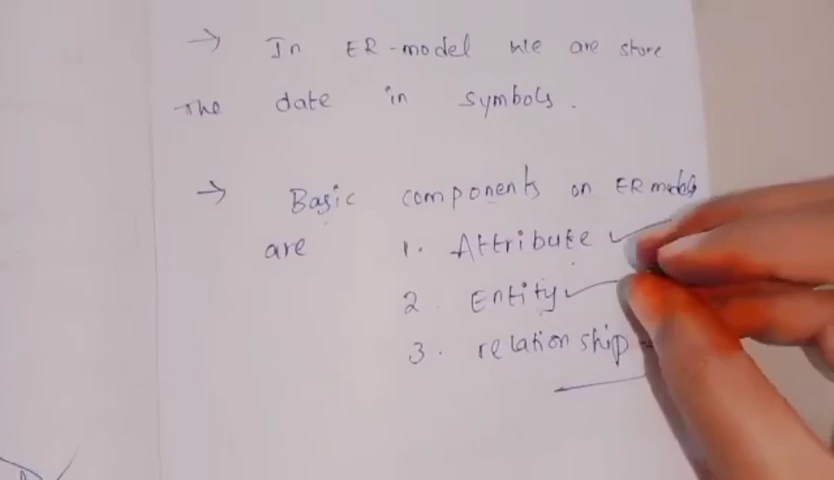 → In ER-model we are store
The date in symbols.
→ Basic components on ER models
are 1. Attribute ✓
2. Entity ✓
3. relationship